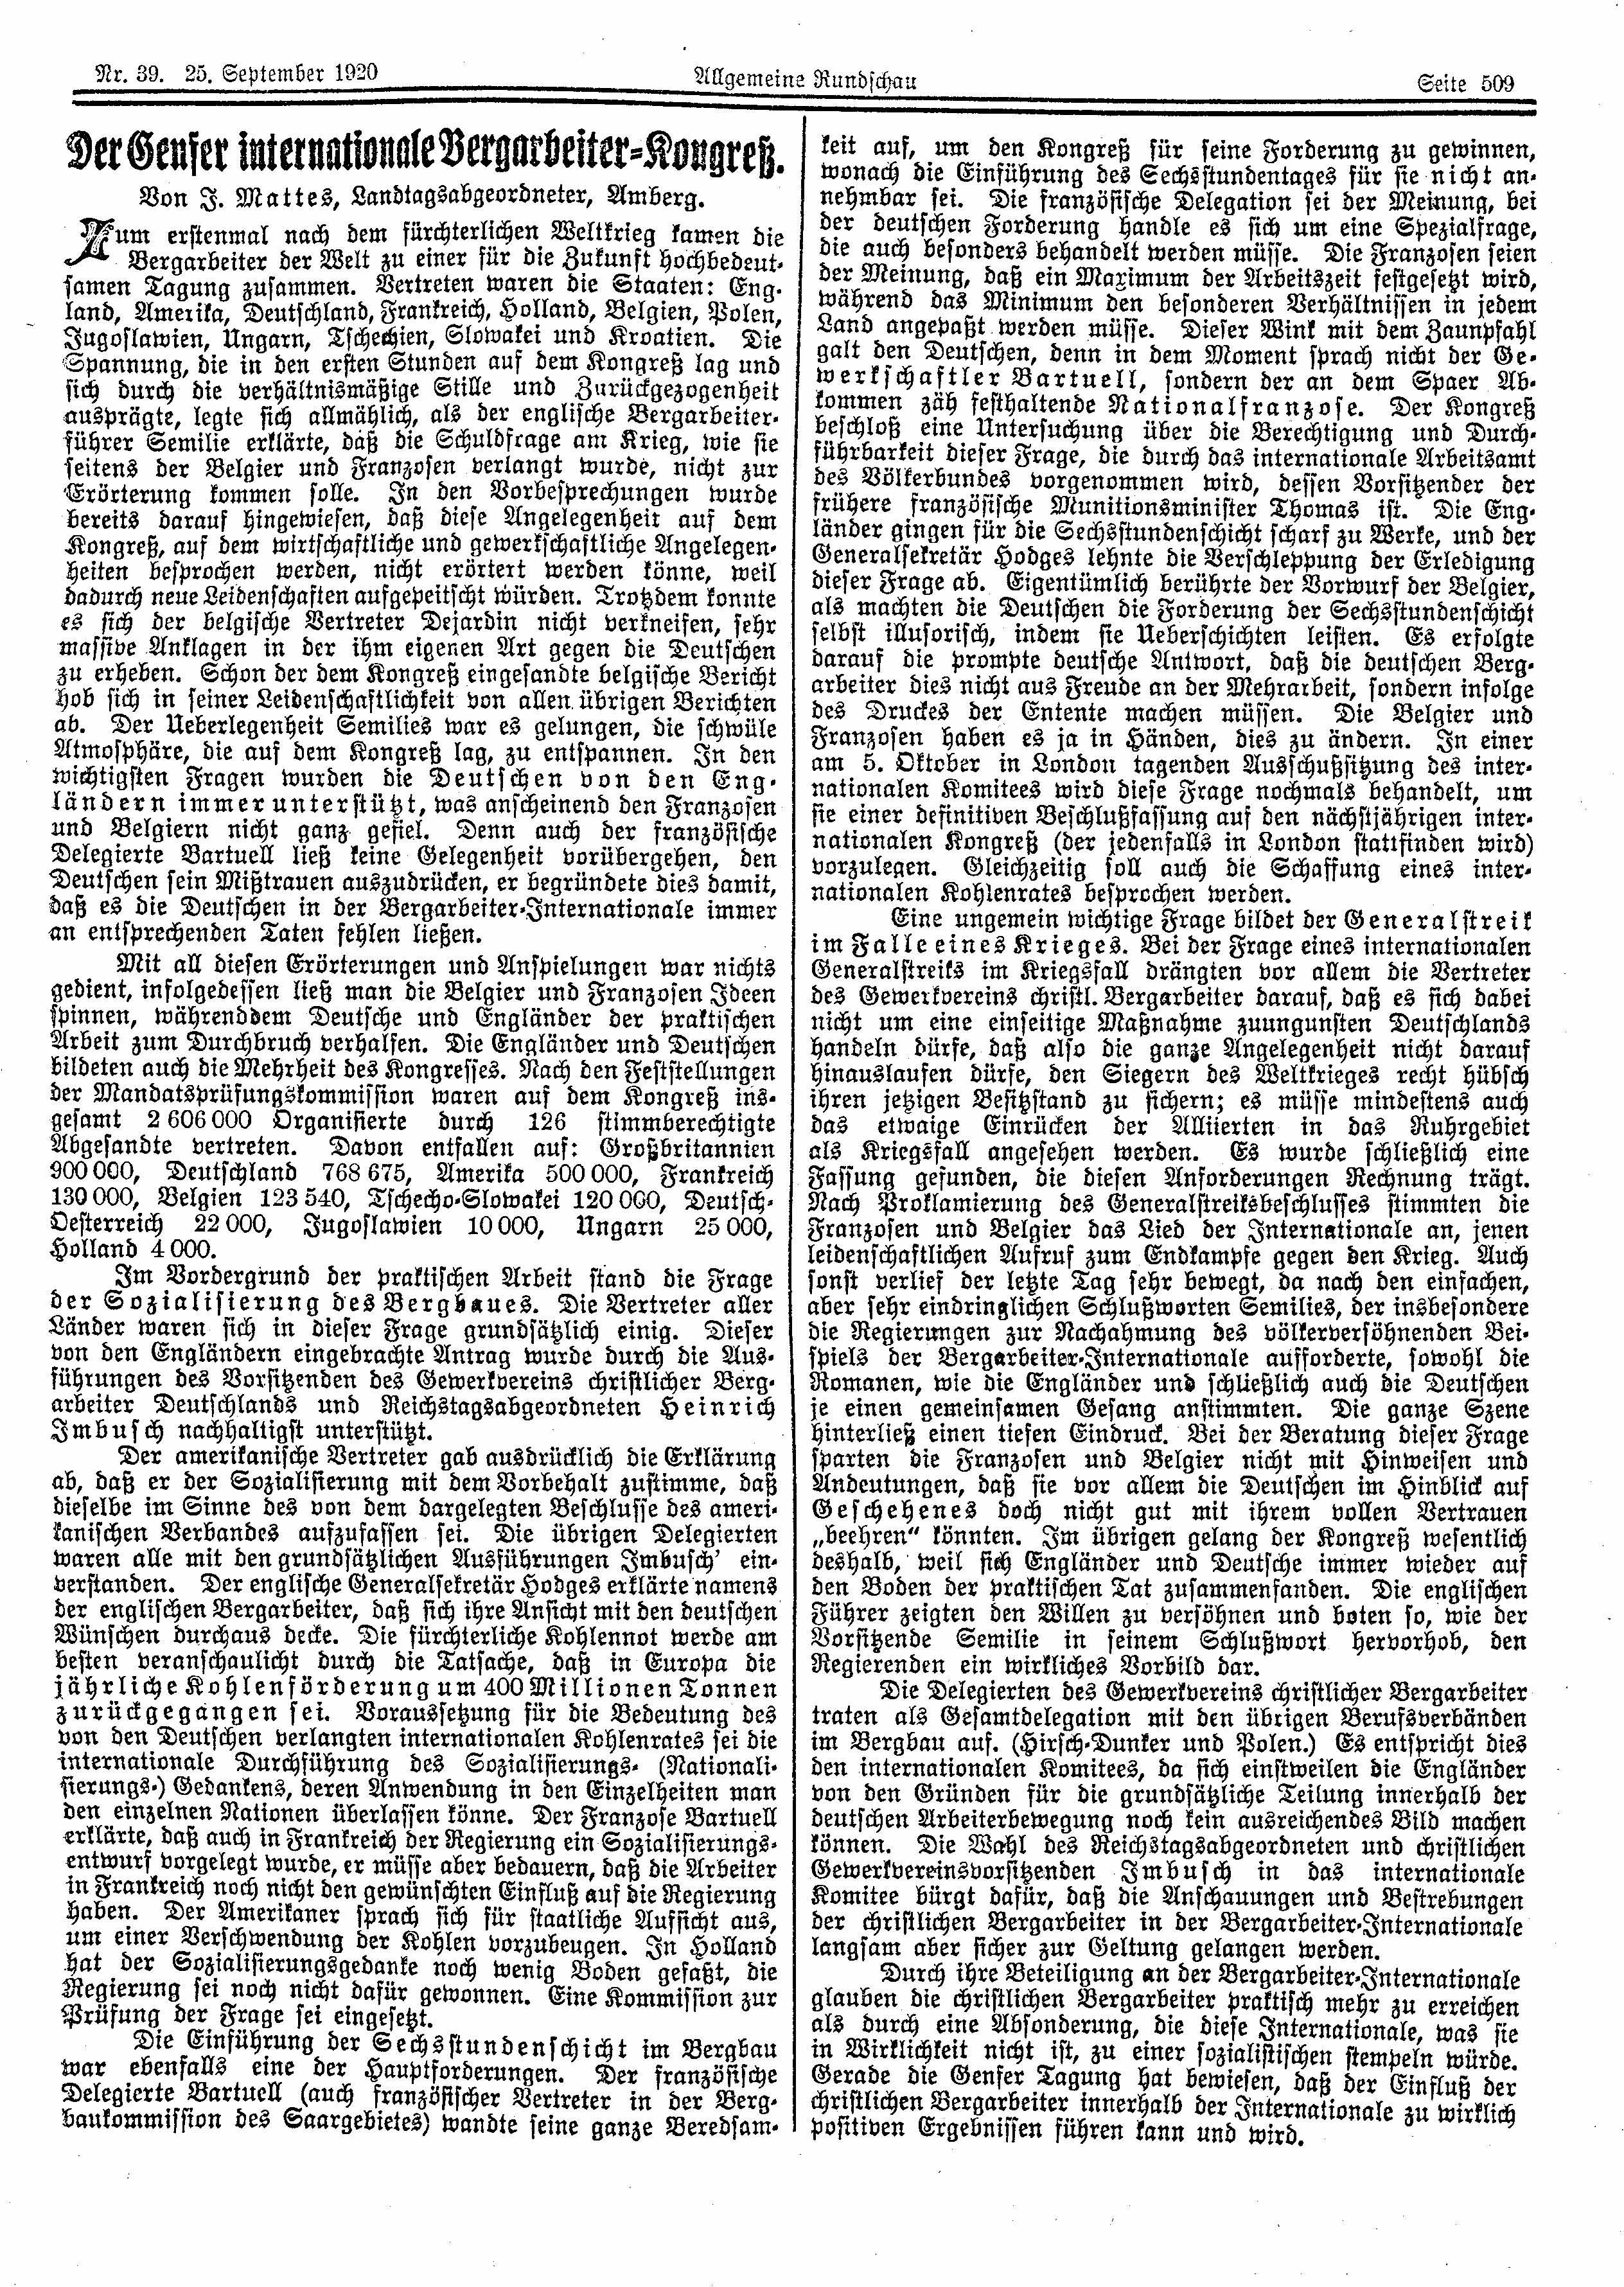 Nr. 39. 25. September 1920
Allgemeine Rundschau
Seite 509
Der Genfer internationale Bergarbeiter-Kongreß.
Von J. Mattes, Landtagsabgeordneter, Amberg.
Zum erstenmal nach dem fürchterlichen Weltkrieg kamen die
Bergarbeiter der Welt zu einer für die Zukunft hochbedeut-
samen Tagung zusammen. Vertreten waren die Staaten: Eng-
land, Amerika, Deutschland, Frankreich, Holland, Belgien, Polen,
Jugoslawien, Ungarn, Tschechien, Slowakei und Kroatien. Die
Spannung, die in den ersten Stunden auf dem Kongreß lag und
sich durch die verhältnismäßige Stille und Zurückgezogenheit
ausprägte, legte sich allmählich, als der englische Bergarbeiter-
führer Semilie erklärte, daß die Schuldfrage am Krieg, wie sie
seitens der Belgier und Franzosen verlangt wurde, nicht zur
Erörterung kommen solle. In den Vorbesprechungen wurde
bereits darauf hingewiesen, daß diese Angelegenheit auf dem
Kongreß, auf dem wirtschaftliche und gewerkschaftliche Angelegen-
heiten besprochen werden, nicht erörtert werden könne, weil
dadurch neue Leidenschaften aufgepeitscht würden. Trotzdem konnte
es sich der belgische Vertreter Dejardin nicht verkneifen, sehr
massive Anklagen in der ihm eigenen Art gegen die Deutschen
zu erheben. Schon der dem Kongreß eingesandte belgische Bericht
hob sich in seiner Leidenschaftlichkeit von allen übrigen Berichten
ab. Der Ueberlegenheit Semilies war es gelungen, die schwüle
Atmosphäre, die auf dem Kongreß lag, zu entspannen. In den
wichtigsten Fragen wurden die Deutschen von den Eng-
ländern immer unterstützt, was anscheinend den Franzosen
und Belgiern nicht ganz gefiel. Denn auch der französische
Delegierte Bartuell ließ keine Gelegenheit vorübergehen, den
Deutschen sein Mißtrauen auszudrücken, er begründete dies damit,
daß es die Deutschen in der Bergarbeiter-Internationale immer
an entsprechenden Taten fehlen ließen.
Mit all diesen Erörterungen und Anspielungen war nichts
gedient, infolgedessen ließ man die Belgier und Franzosen Ideen
spinnen, währenddem Deutsche und Engländer der praktischen
Arbeit zum Durchbruch verhalfen. Die Engländer und Deutschen
bildeten auch die Mehrheit des Kongresses. Nach den Feststellungen
der Mandatsprüfungskommission waren auf dem Kongreß ins-
gesamt 2 606 000 Organisierte durch 126 stimmberechtigte
Abgesandte vertreten. Davon entfallen auf: Großbritannien
900 000, Deutschland 768 675, Amerika 500 000, Frankreich
130 000, Belgien 123 540, Tschecho-Slowakei 120 000, Deutsch-
Oesterreich 22 000, Jugoslawien 10 000, Ungarn 25 000,
Holland 4 000.
Im Vordergrund der praktischen Arbeit stand die Frage
der Sozialisierung des Bergbaues. Die Vertreter aller
Länder waren sich in dieser Frage grundsätzlich einig. Dieser
von den Engländern eingebrachte Antrag wurde durch die Aus-
führungen des Vorsitzenden des Gewerkvereins christlicher Berg-
arbeiter Deutschlands und Reichstagsabgeordneten Heinrich
Imbusch nachhaltigst unterstützt.
Der amerikanische Vertreter gab ausdrücklich die Erklärung
ab, daß er der Sozialisierung mit dem Vorbehalt zustimme, daß
dieselbe im Sinne des von dem dargelegten Beschlusse des ameri-
kanischen Verbandes aufzufassen sei. Die übrigen Delegierten
waren alle mit den grundsätzlichen Ausführungen Imbusch' ein-
verstanden. Der englische Generalsekretär Hodges erklärte namens
der englischen Bergarbeiter, daß sich ihre Ansicht mit den deutschen
Wünschen durchaus decke. Die fürchterliche Kohlennot werde am
besten veranschaulicht durch die Tatsache, daß in Europa die
jährliche Kohlenförderung um 400 Millionen Tonnen
zurückgegangen sei. Voraussetzung für die Bedeutung des
von den Deutschen verlangten internationalen Kohlenrates sei die
internationale Durchführung des Sozialisierungs- (Nationali-
sierungs-) Gedankens, deren Anwendung in den Einzelheiten man
den einzelnen Nationen überlassen könne. Der Franzose Bartuell
erklärte, daß auch in Frankreich der Regierung ein Sozialisierungs-
entwurf vorgelegt wurde, er müsse aber bedauern, daß die Arbeiter
in Frankreich noch nicht den gewünschten Einfluß auf die Regierung
haben. Der Amerikaner sprach sich für staatliche Aufsicht aus,
um einer Verschwendung der Kohlen vorzubeugen. In Holland
hat der Sozialisierungsgedanke noch wenig Boden gefaßt, die
Regierung sei noch nicht dafür gewonnen. Eine Kommission zur
Prüfung der Frage sei eingesetzt.
Die Einführung der Sechsstundenschicht im Bergbau
war ebenfalls eine der Hauptforderungen. Der französische
Delegierte Bartuell (auch französischer Vertreter in der Berg-
baukommission des Saargebietes) wandte seine ganze Beredsam-
keit auf, um den Kongreß für seine Forderung zu gewinnen,
wonach die Einführung des Sechsstundentages für sie nicht an-
nehmbar sei. Die französische Delegation sei der Meinung, bei
der deutschen Forderung handle es sich um eine Spezialfrage,
die auch besonders behandelt werden müsse. Die Franzosen seien
der Meinung, daß ein Maximum der Arbeitszeit festgesetzt wird,
während das Minimum den besonderen Verhältnissen in jedem
Land angepaßt werden müsse. Dieser Wink mit dem Zaunpfahl
galt den Deutschen, denn in dem Moment sprach nicht der Ge-
werkschaftler Bartuell, sondern der an dem Spaer Ab-
kommen zäh festhaltende Nationalfranzose. Der Kongreß
beschloß eine Untersuchung über die Berechtigung und Durch-
führbarkeit dieser Frage, die durch das internationale Arbeitsamt
des Völkerbundes vorgenommen wird, dessen Vorsitzender der
frühere französische Munitionsminister Thomas ist. Die Eng-
länder gingen für die Sechsstundenschicht scharf zu Werke, und der
Generalsekretär Hodges lehnte die Verschleppung der Erledigung
dieser Frage ab. Eigentümlich berührte der Vorwurf der Belgier,
als machten die Deutschen die Forderung der Sechsstundenschicht
selbst illusorisch, indem sie Ueberschichten leisten. Es erfolgte
darauf die prompte deutsche Antwort, daß die deutschen Berg-
arbeiter dies nicht aus Freude an der Mehrarbeit, sondern infolge
des Druckes der Entente machen müssen. Die Belgier und
Franzosen haben es ja in Händen, dies zu ändern. In einer
am 5. Oktober in London tagenden Ausschußsitzung des inter-
nationalen Komitees wird diese Frage nochmals behandelt, um
sie einer definitiven Beschlußfassung auf den nächstjährigen inter-
nationalen Kongreß (der jedenfalls in London stattfinden wird)
vorzulegen. Gleichzeitig soll auch die Schaffung eines inter-
nationalen Kohlenrates besprochen werden.
Eine ungemein wichtige Frage bildet der Generalstreik
im Falle eines Krieges. Bei der Frage eines internationalen
Generalstreiks im Kriegsfall drängten vor allem die Vertreter
des Gewerkvereins christl. Bergarbeiter darauf, daß es sich dabei
nicht um eine einseitige Maßnahme zuungunsten Deutschlands
handeln dürfe, daß also die ganze Angelegenheit nicht darauf
hinauslaufen dürfe, den Siegern des Weltkrieges recht hübsch
ihren jetzigen Besitzstand zu sichern; es müsse mindestens auch
das etwaige Einrücken der Alliierten in das Ruhrgebiet
als Kriegsfall angesehen werden. Es wurde schließlich eine
Fassung gefunden, die diesen Anforderungen Rechnung trägt.
Nach Proklamierung des Generalstreiksbeschlusses stimmten die
Franzosen und Belgier das Lied der Internationale an, jenen
leidenschaftlichen Aufruf zum Endkampfe gegen den Krieg. Auch
sonst verlief der letzte Tag sehr bewegt, da nach den einfachen,
aber sehr eindringlichen Schlußworten Semilies, der insbesondere
die Regierungen zur Nachahmung des völkerversöhnenden Bei-
spiels der Bergarbeiter-Internationale aufforderte, sowohl die
Romanen, wie die Engländer und schließlich auch die Deutschen
je einen gemeinsamen Gesang anstimmten. Die ganze Szene
hinterließ einen tiefen Eindruck. Bei der Beratung dieser Frage
sparten die Franzosen und Belgier nicht mit Hinweisen und
Andeutungen, daß sie vor allem die Deutschen im Hinblick auf
Geschehenes doch nicht gut mit ihrem vollen Vertrauen
„beehren“ könnten. Im übrigen gelang der Kongreß wesentlich
deshalb, weil sich Engländer und Deutsche immer wieder auf
den Boden der praktischen Tat zusammenfanden. Die englischen
Führer zeigten den Willen zu versöhnen und boten so, wie der
Vorsitzende Semilie in seinem Schlußwort hervorhob, den
Regierenden ein wirkliches Vorbild dar.
Die Delegierten des Gewerkvereins christlicher Bergarbeiter
traten als Gesamtdelegation mit den übrigen Berufsverbänden
im Bergbau auf. (Hirsch-Dunker und Polen.) Es entspricht dies
den internationalen Komitees, da sich einstweilen die Engländer
von den Gründen für die grundsätzliche Teilung innerhalb der
deutschen Arbeiterbewegung noch kein ausreichendes Bild machen
können. Die Wahl des Reichstagsabgeordneten und christlichen
Gewerkvereinsvorsitzenden Imbusch in das internationale
Komitee bürgt dafür, daß die Anschauungen und Bestrebungen
der christlichen Bergarbeiter in der Bergarbeiter-Internationale
langsam aber sicher zur Geltung gelangen werden.
Durch ihre Beteiligung an der Bergarbeiter-Internationale
glauben die christlichen Bergarbeiter praktisch mehr zu erreichen
als durch eine Absonderung, die diese Internationale, was sie
in Wirklichkeit nicht ist, zu einer sozialistischen stempeln würde.
Gerade die Genfer Tagung hat bewiesen, daß der Einfluß der
christlichen Bergarbeiter innerhalb der Internationale zu wirklich
positiven Ergebnissen führen kann und wird.